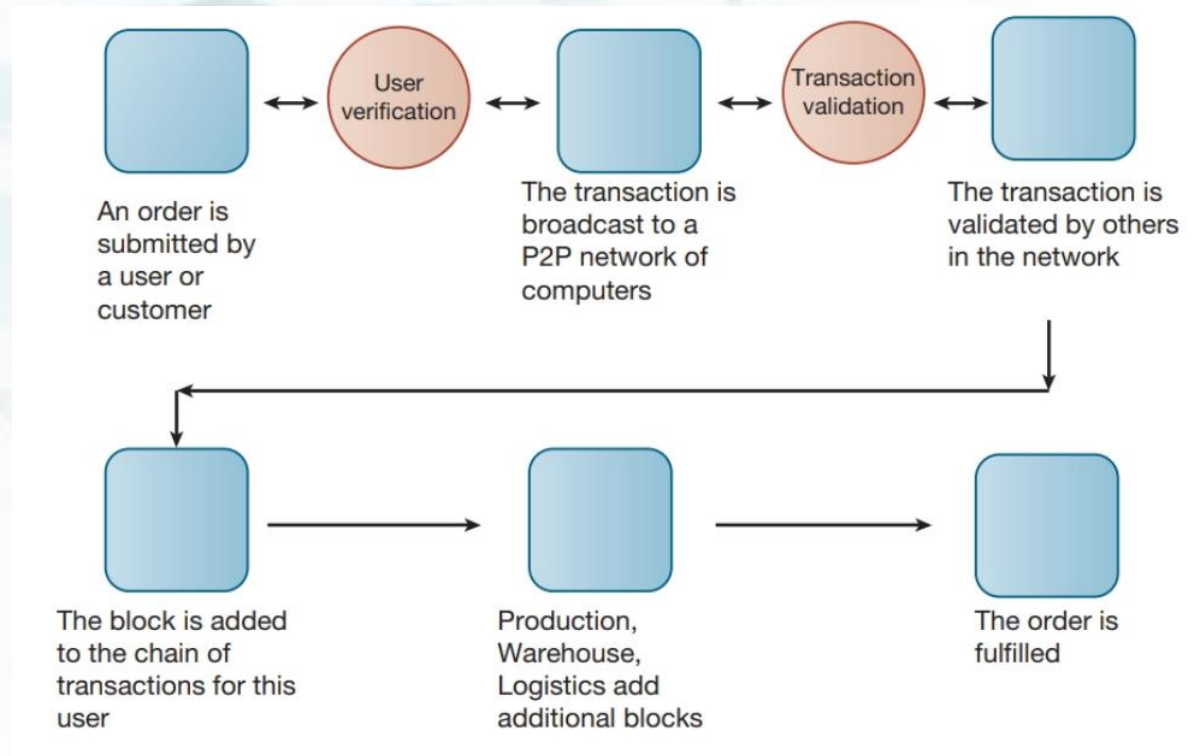 User
verification
Transaction
validation
An order is
submitted by
a user or
customer
The transaction is
broadcast to a
P2P network of
computers
The transaction is
validated by others
in the network
The block is added
to the chain of
transactions for this
user
Production,
Warehouse,
Logistics add
additional blocks
The order is
fulfilled